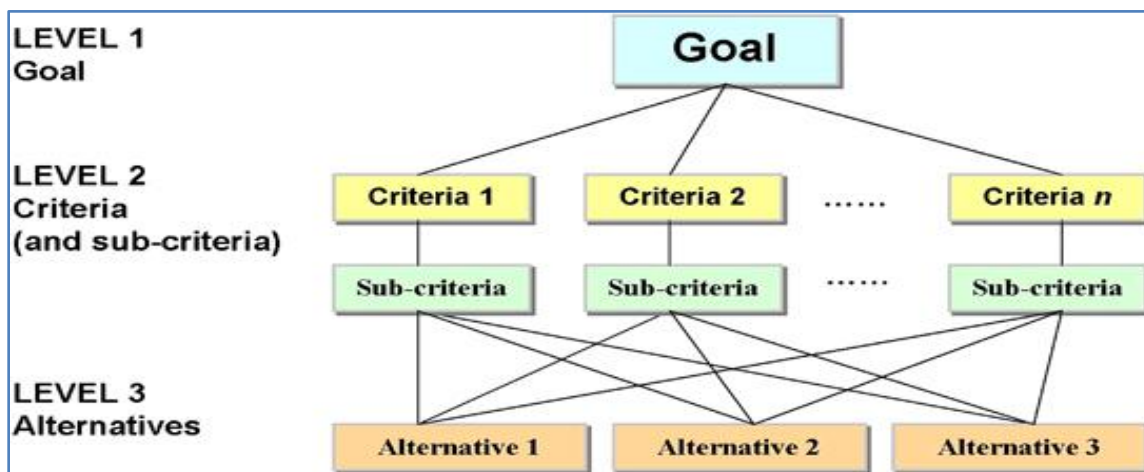 LEVEL 1
Goal
Goal
LEVEL 2
Criteria
(and sub-criteria)
Criteria 1
Criteria 2
......
Criteria n
Sub-criteria
Sub-criteria
......
Sub-criteria
LEVEL 3
Alternatives
Alternative 1
Alternative 2
Alternative 3